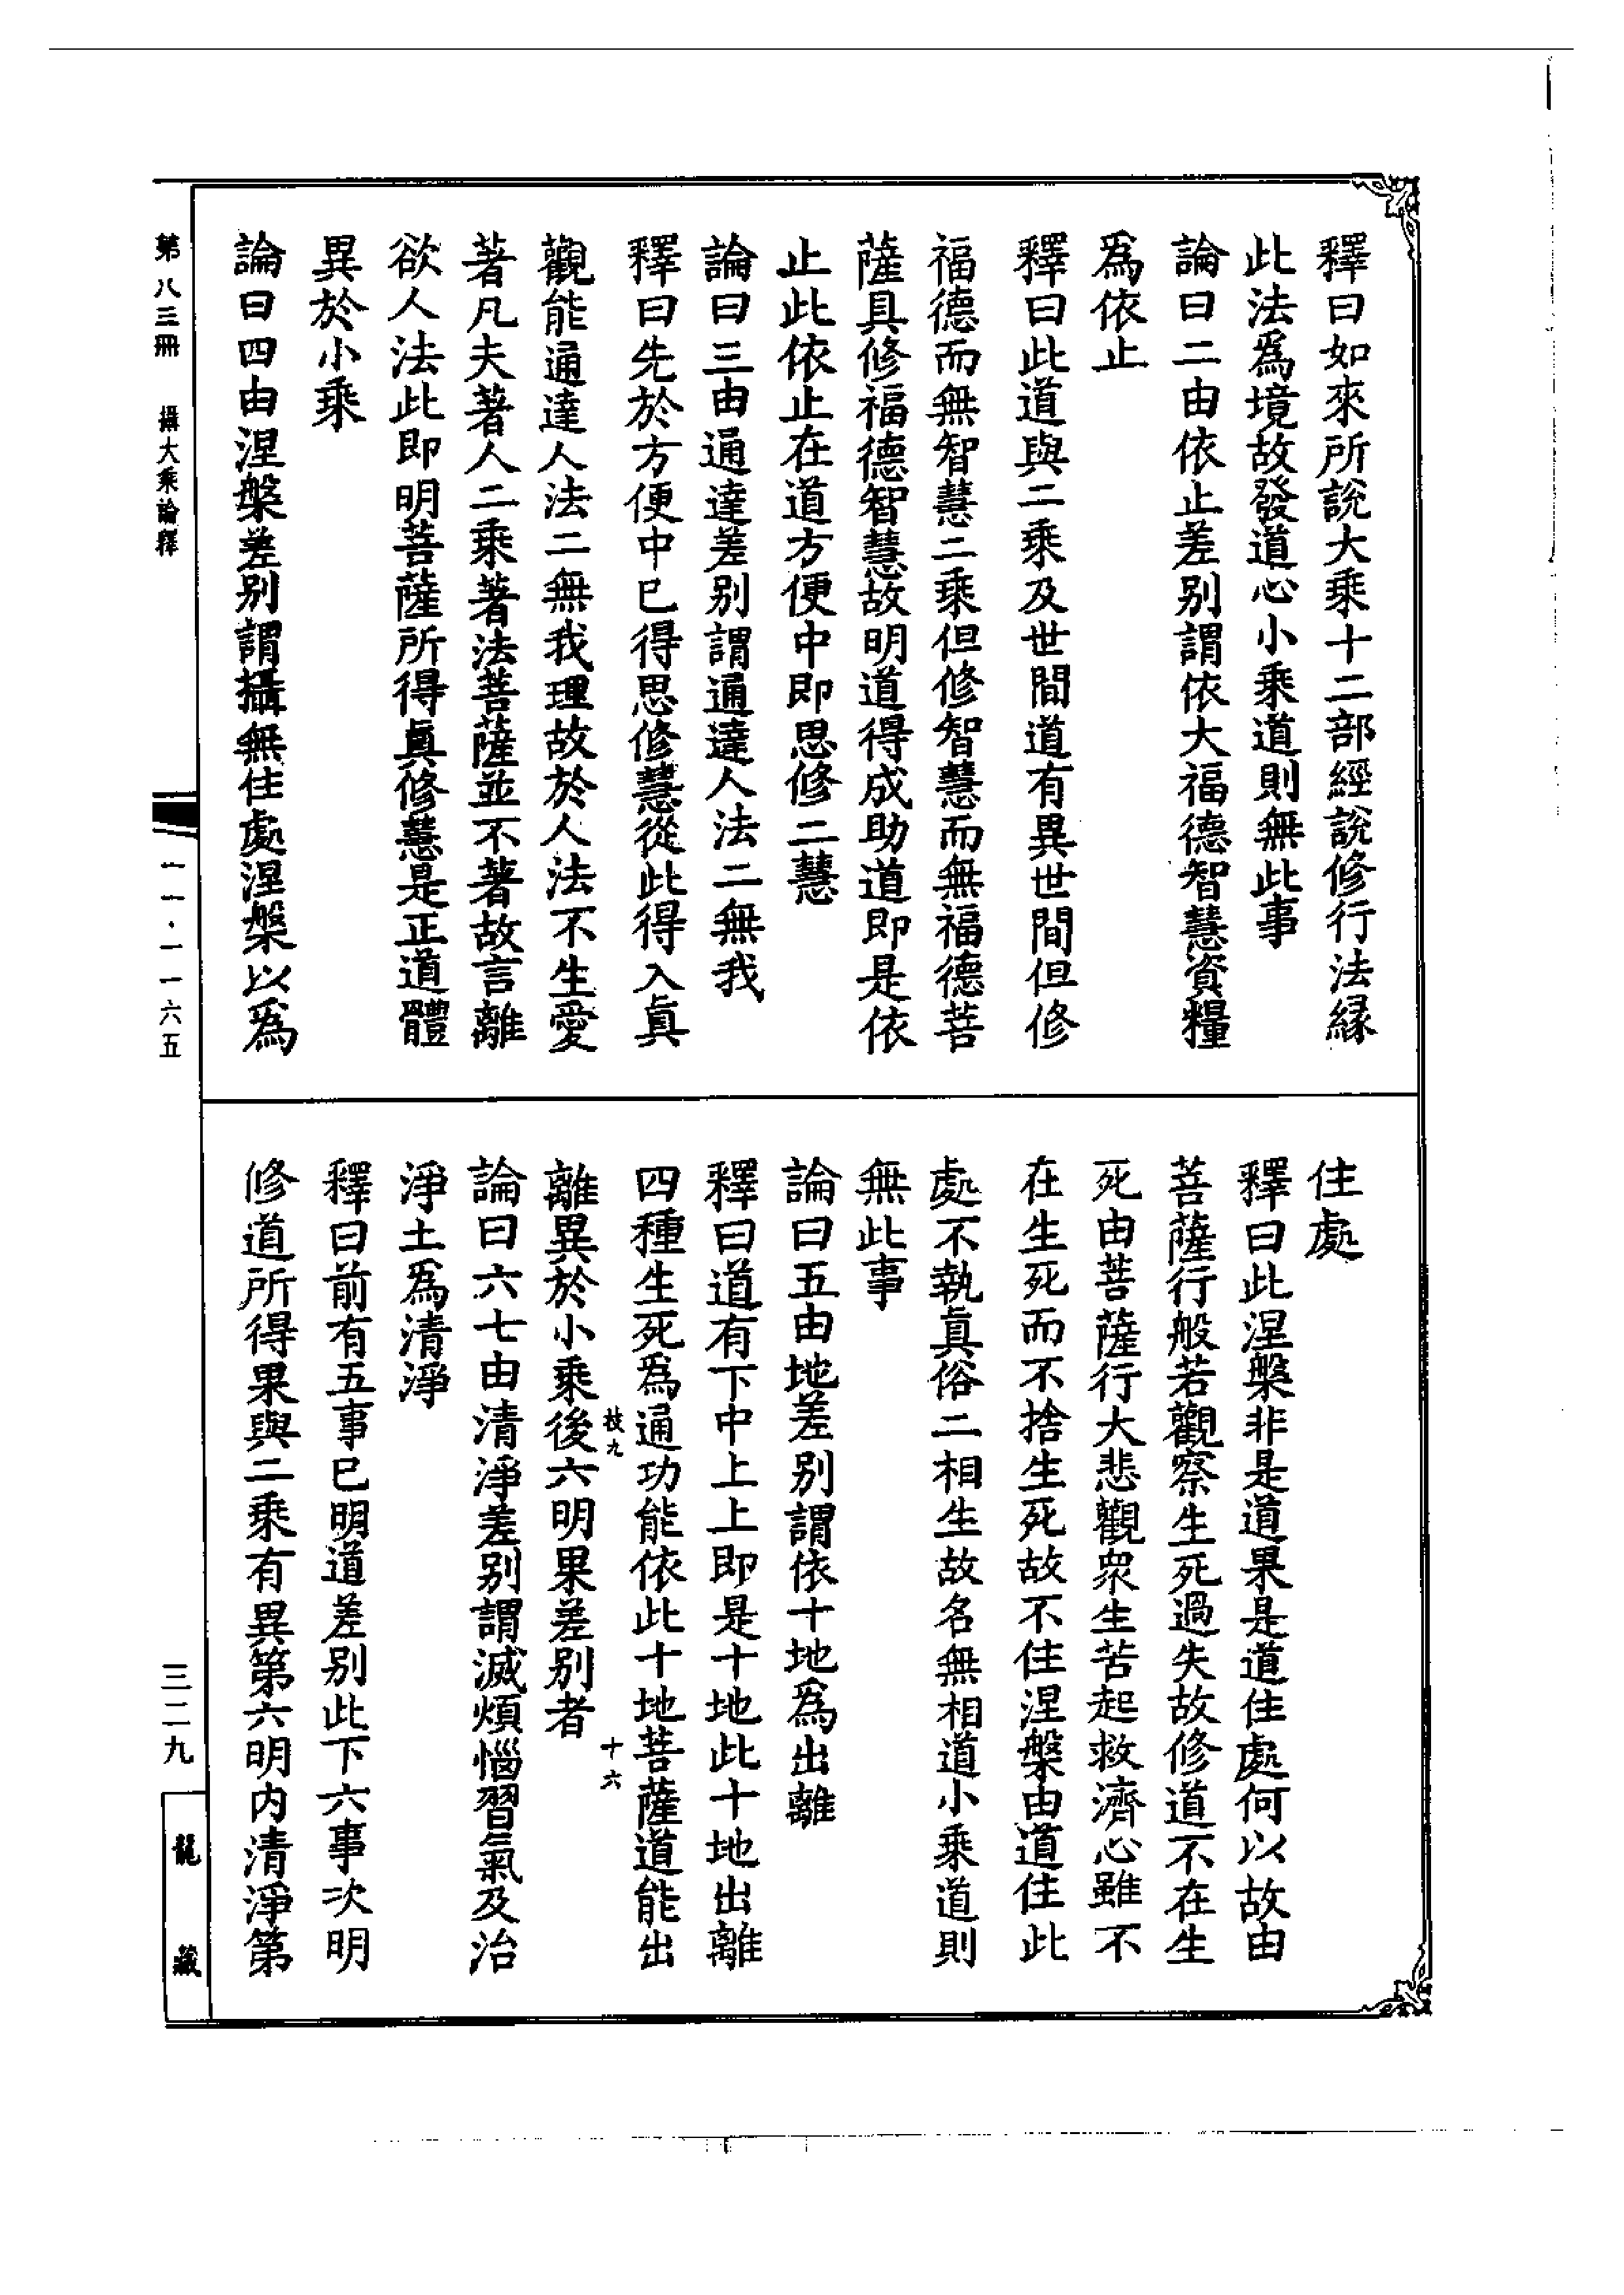 釋曰如來所說大乘十二部經說修行法緣
此法爲境故發道心小乘道則無此事
論曰二由依止差别謂依大福德智慧資糧
爲依止
釋曰此道與二乘及世間道有異世間但修
福德而無智慧二乘但修智慧而無福德菩
薩具修福德智慧故明道得成助道即是依
止此依止在道方便中即思修二慧
論曰三由通達差别謂通達人法二無我
釋曰先於方便中已得思修慧從此得入眞
觀能通達人法二無我理故於人法不生愛
著凡夫著人二乘著法菩薩並不著故言離
欲人法此即明菩薩所得眞修慧是正道體
異於小乘
論曰四由涅槃差别謂攝無住處涅槃以爲
住處
釋曰此涅槃非是道果是道住處何以故由
菩薩行般若觀察生死過失故修道不在生
死由菩薩行大悲觀衆生苦起救濟心雖不
在生死而不捨生死故不住涅槃由道住此
處不執眞俗二相生故名無相道小乘道則
無此事
論曰五由地差别謂依十地爲出離
釋曰道有下中上上即是十地此十地出離
四種生死爲通功能依此十地菩薩道能出
枝九 十六
離異於小乘後六明果差别者
論曰六七由清淨差别謂滅煩惱習氣及治
淨土爲清淨
釋曰前有五事已明道差别此下六事次明
修道所得果與二乘有異第六明内清淨第
第八三冊 攝大乘論釋
一一·一一六五
三二九
龍藏